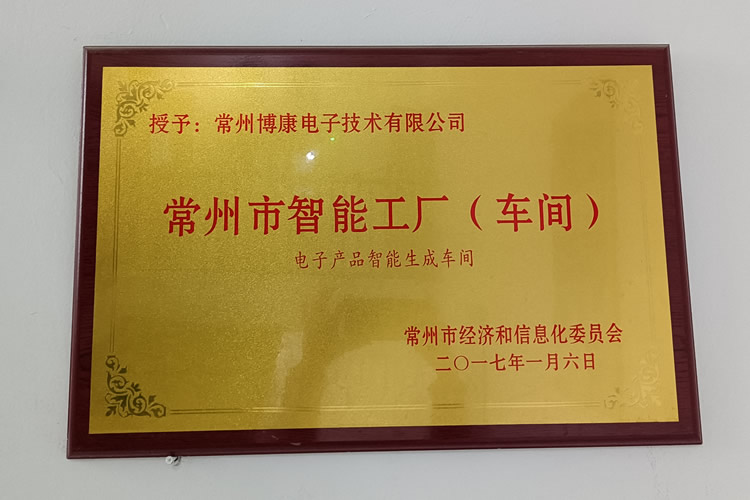 授予：常州博康电子技术有限公司
常州市智能工厂（车间）
电子产品智能生成车间
常州市经济和信息化委员会
二〇一七年一月六日